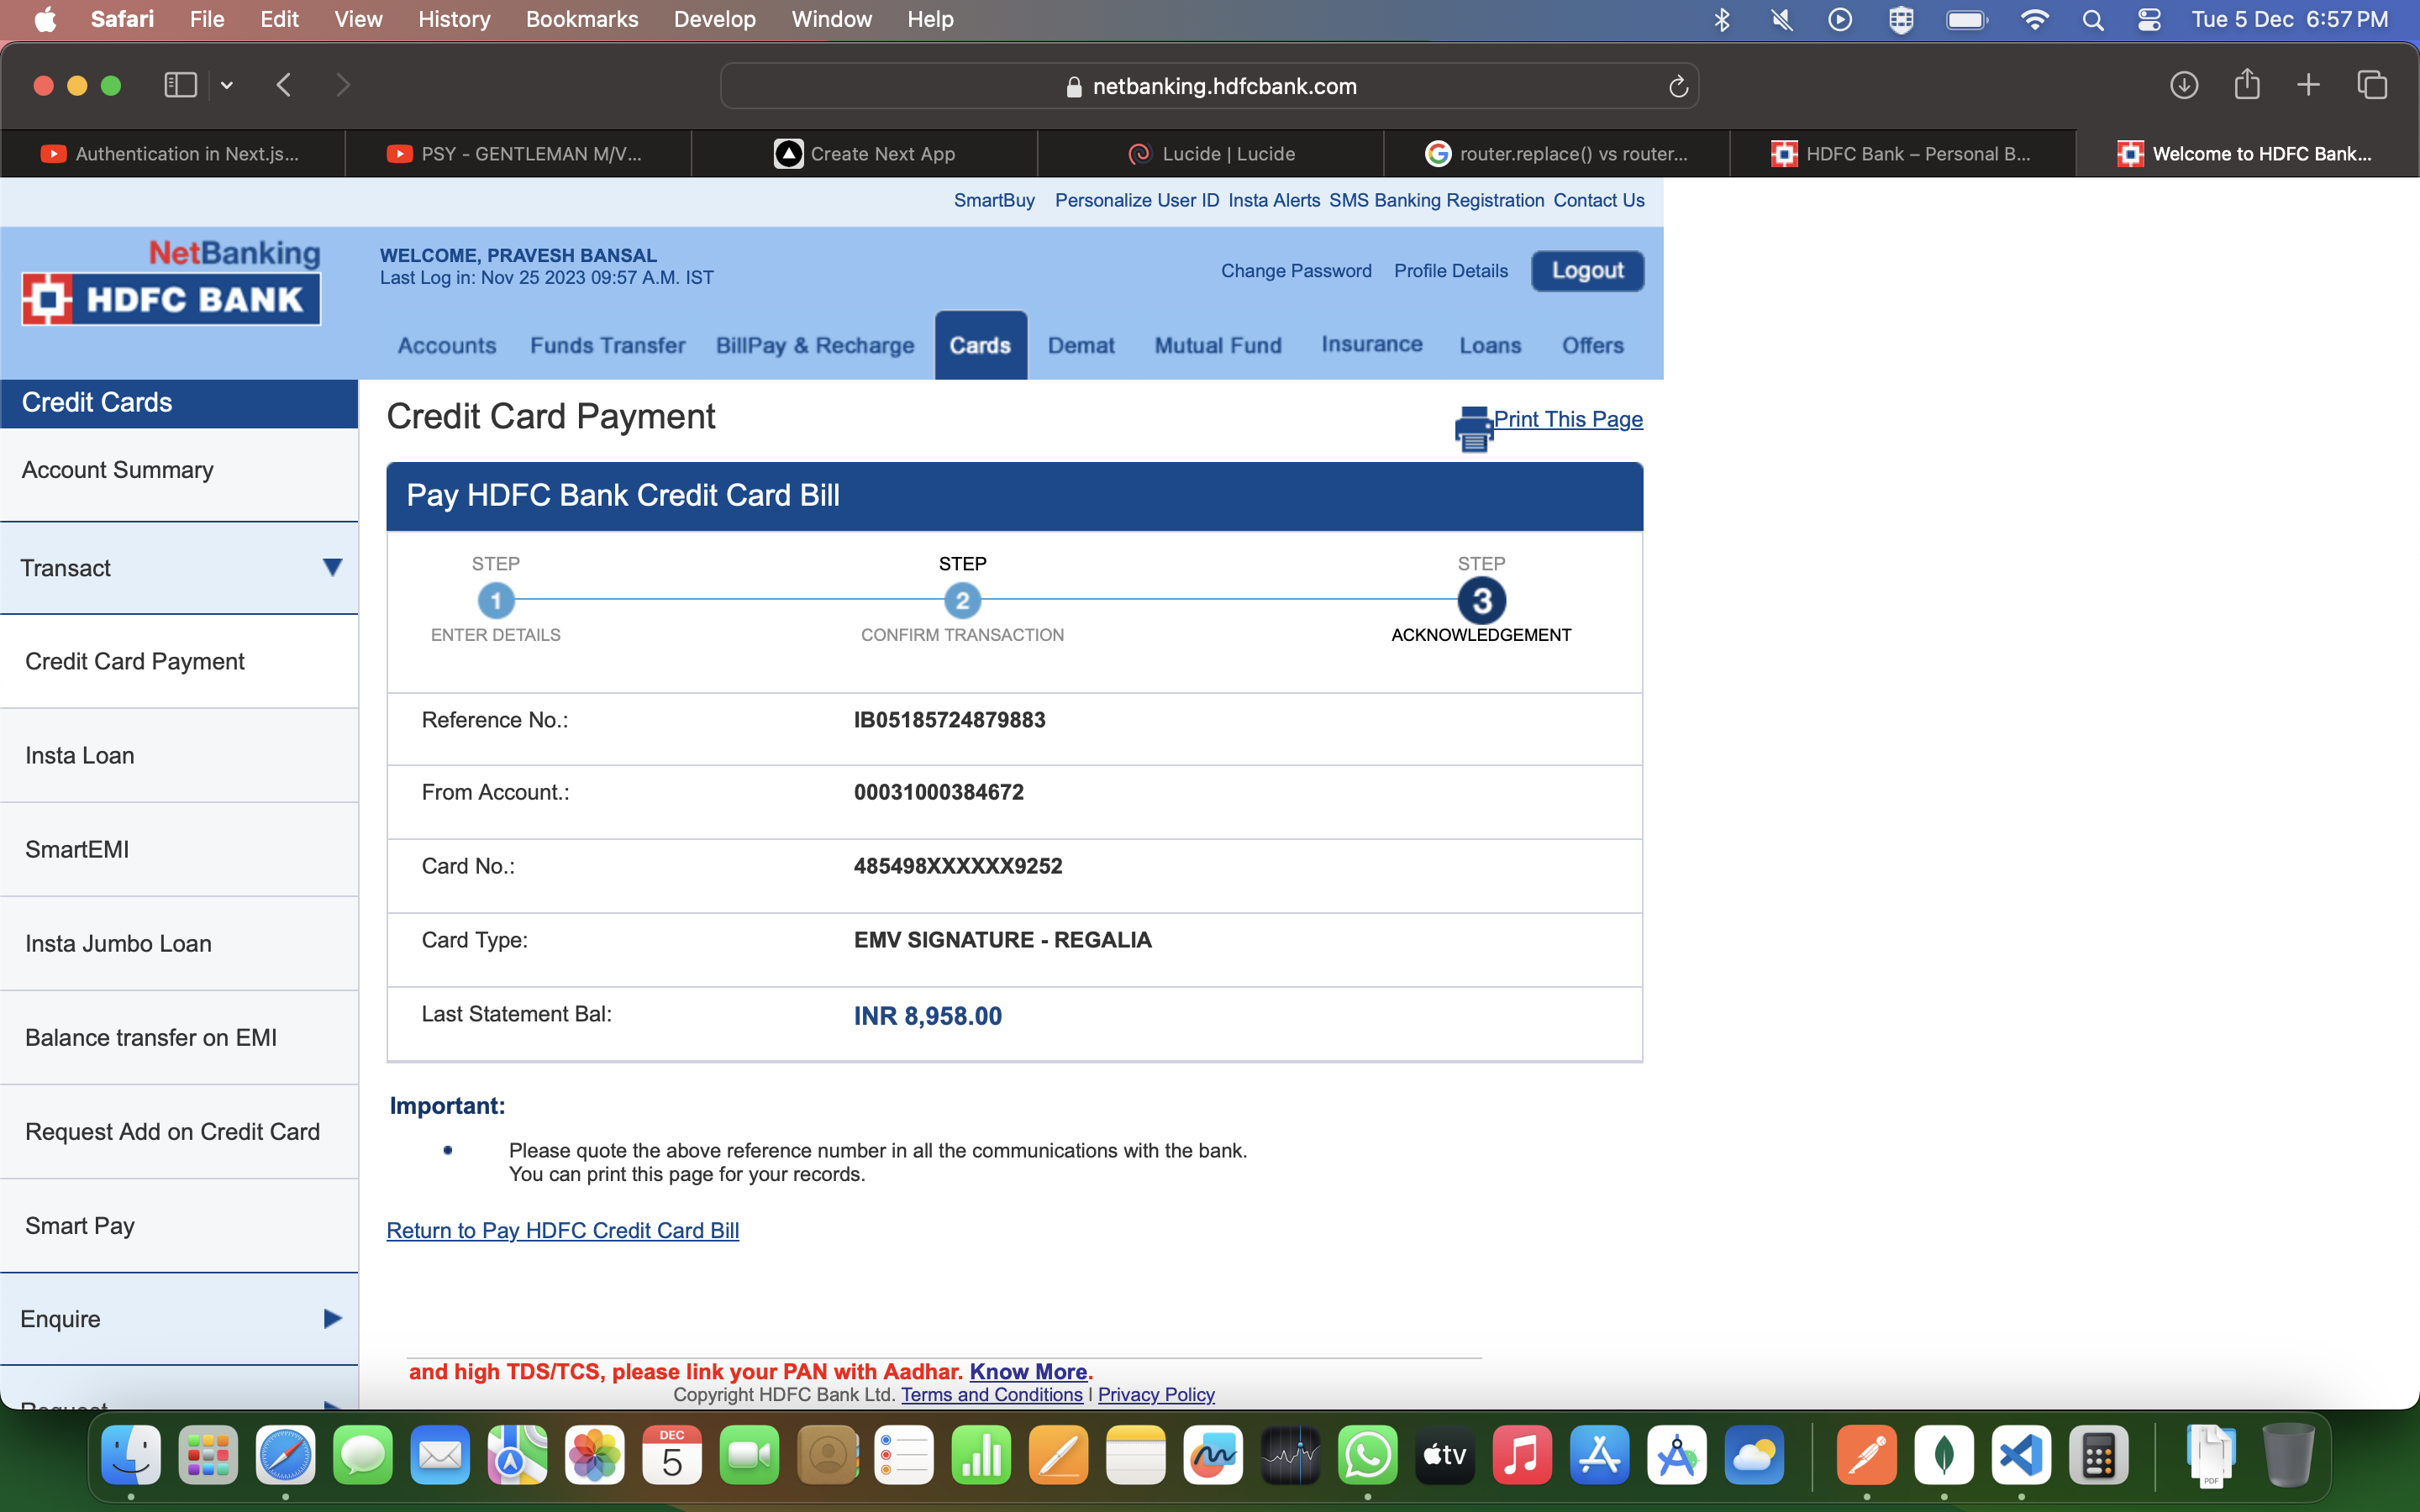 Safari File Edit View History Bookmarks Develop Window Help Tue 5 Dec 6:57 PM
netbanking.hdfcbank.com
Authentication in Next.js... PSY - GENTLEMAN M/V... Create Next App Lucide | Lucide router.replace() vs router... HDFC Bank – Personal B... Welcome to HDFC Bank...
SmartBuy Personalize User ID Insta Alerts SMS Banking Registration Contact Us
NetBanking
HDFC BANK
WELCOME, PRAVESH BANSAL
Last Log in: Nov 25 2023 09:57 A.M. IST
Change Password Profile Details Logout
Accounts Funds Transfer BillPay & Recharge Cards Demat Mutual Fund Insurance Loans Offers
Credit Cards
Account Summary
Transact
Credit Card Payment
Insta Loan
SmartEMI
Insta Jumbo Loan
Balance transfer on EMI
Request Add on Credit Card
Smart Pay
Enquire
Request
Credit Card Payment
Print This Page
Pay HDFC Bank Credit Card Bill
STEP STEP STEP
1 2 3
ENTER DETAILS CONFIRM TRANSACTION ACKNOWLEDGEMENT
Reference No.: IB05185724879883
From Account.: 00031000384672
Card No.: 485498XXXXXX9252
Card Type: EMV SIGNATURE - REGALIA
Last Statement Bal: INR 8,958.00
Important:
Please quote the above reference number in all the communications with the bank.
You can print this page for your records.
Return to Pay HDFC Credit Card Bill
and high TDS/TCS, please link your PAN with Aadhar. Know More.
Copyright HDFC Bank Ltd. Terms and Conditions | Privacy Policy
DEC
5
tv
PDF